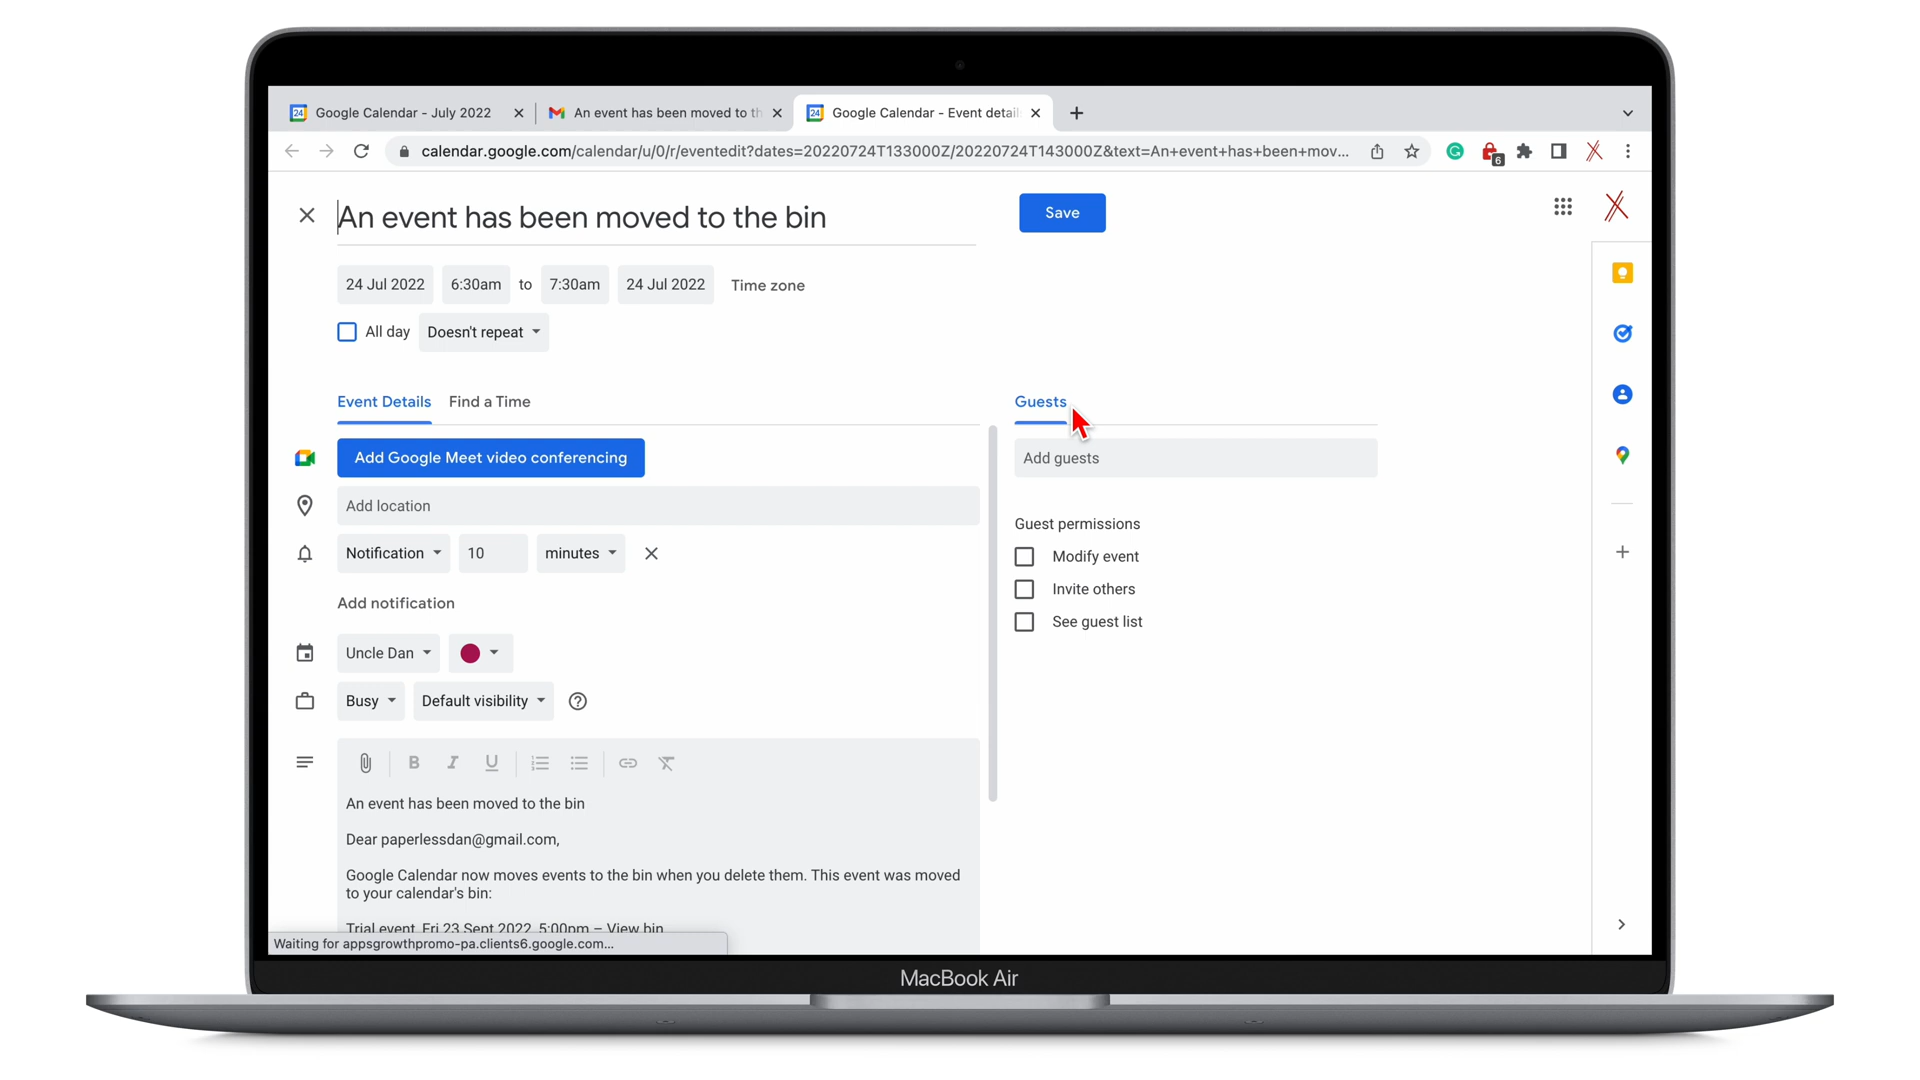 Google Calendar - July 2022
An event has been moved to th
Google Calendar - Event detail
calendar.google.com/calendar/u/0/r/eventedit?dates=20220724T133000Z/20220724T143000Z&text=An+event+has+been+mov...
6
An event has been moved to the bin
Save
24 Jul 2022 6:30am to 7:30am 24 Jul 2022 Time zone
All day Doesn't repeat
Event Details Find a Time
Guests
Add Google Meet video conferencing
Add guests
Add location
Guest permissions
Notification 10 minutes
Modify event
Invite others
Add notification
See guest list
Uncle Dan
Busy Default visibility
B I U
An event has been moved to the bin
Dear paperlessdan@gmail.com,
Google Calendar now moves events to the bin when you delete them. This event was moved
to your calendar's bin:
Trial event, Fri 23 Sept 2022, 5:00pm – View bin
Waiting for appsgrowthpromo-pa.clients6.google.com...
MacBook Air